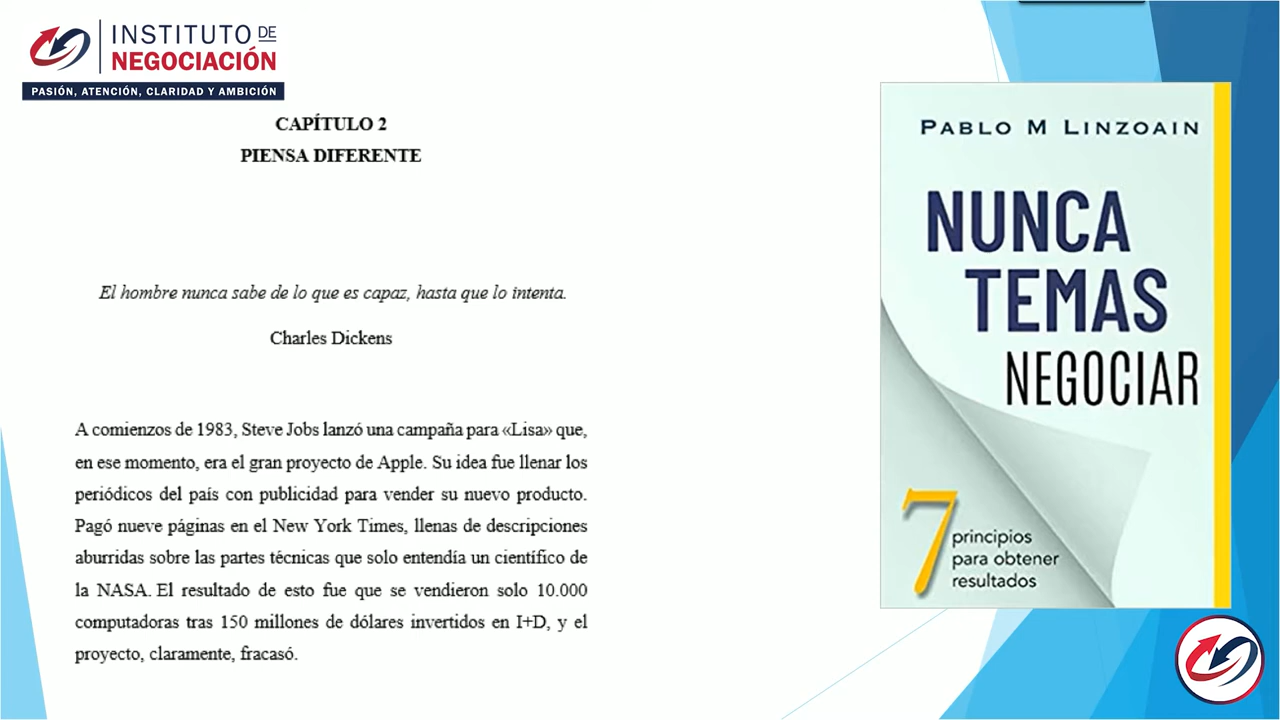 INSTITUTO DE
NEGOCIACIÓN
PASIÓN, ATENCIÓN, CLARIDAD Y AMBICIÓN
CAPÍTULO 2
PIENSA DIFERENTE
El hombre nunca sabe de lo que es capaz, hasta que lo intenta.
Charles Dickens
A comienzos de 1983, Steve Jobs lanzó una campaña para «Lisa» que,
en ese momento, era el gran proyecto de Apple. Su idea fue llenar los
periódicos del país con publicidad para vender su nuevo producto.
Pagó nueve páginas en el New York Times, llenas de descripciones
aburridas sobre las partes técnicas que solo entendía un científico de
la NASA. El resultado de esto fue que se vendieron solo 10.000
computadoras tras 150 millones de dólares invertidos en I+D, y el
proyecto, claramente, fracasó.
PABLO M LINZOAIN
NUNCA
TEMAS
NEGOCIAR
7 principios
para obtener
resultados